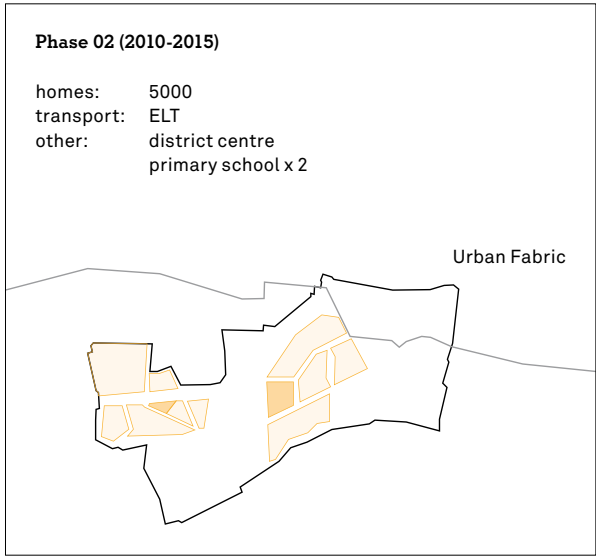 Phase 02 (2010-2015)
homes: 5000
transport: ELT
other: district centre
primary school x 2
Urban Fabric